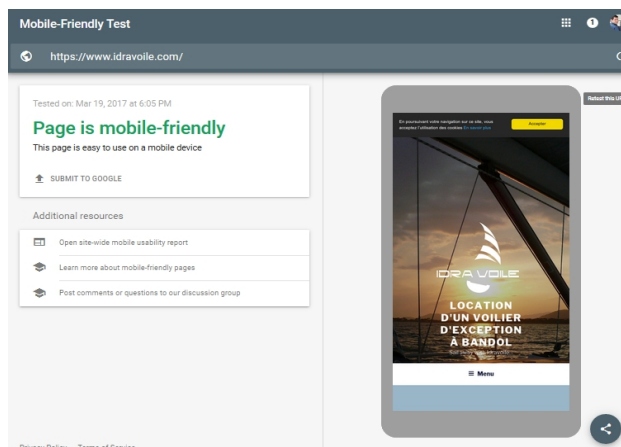 Mobile-Friendly Test
1
https://www.idravoile.com/
Tested on: Mar 19, 2017 at 6:05 PM
Page is mobile-friendly
This page is easy to use on a mobile device
SUBMIT TO GOOGLE
Additional resources
Open site-wide mobile usability report
Learn more about mobile-friendly pages
Post comments or questions to our discussion group
Privacy Policy Terms of Service
Retest this
En poursuivant votre navigation sur ce site, vous
acceptez l'utilisation des cookies En savoir plus
Accepter
IDRA VOILE
LOCATION
D'UN VOILIER
D'EXCEPTION
À BANDOL
≡ Menu